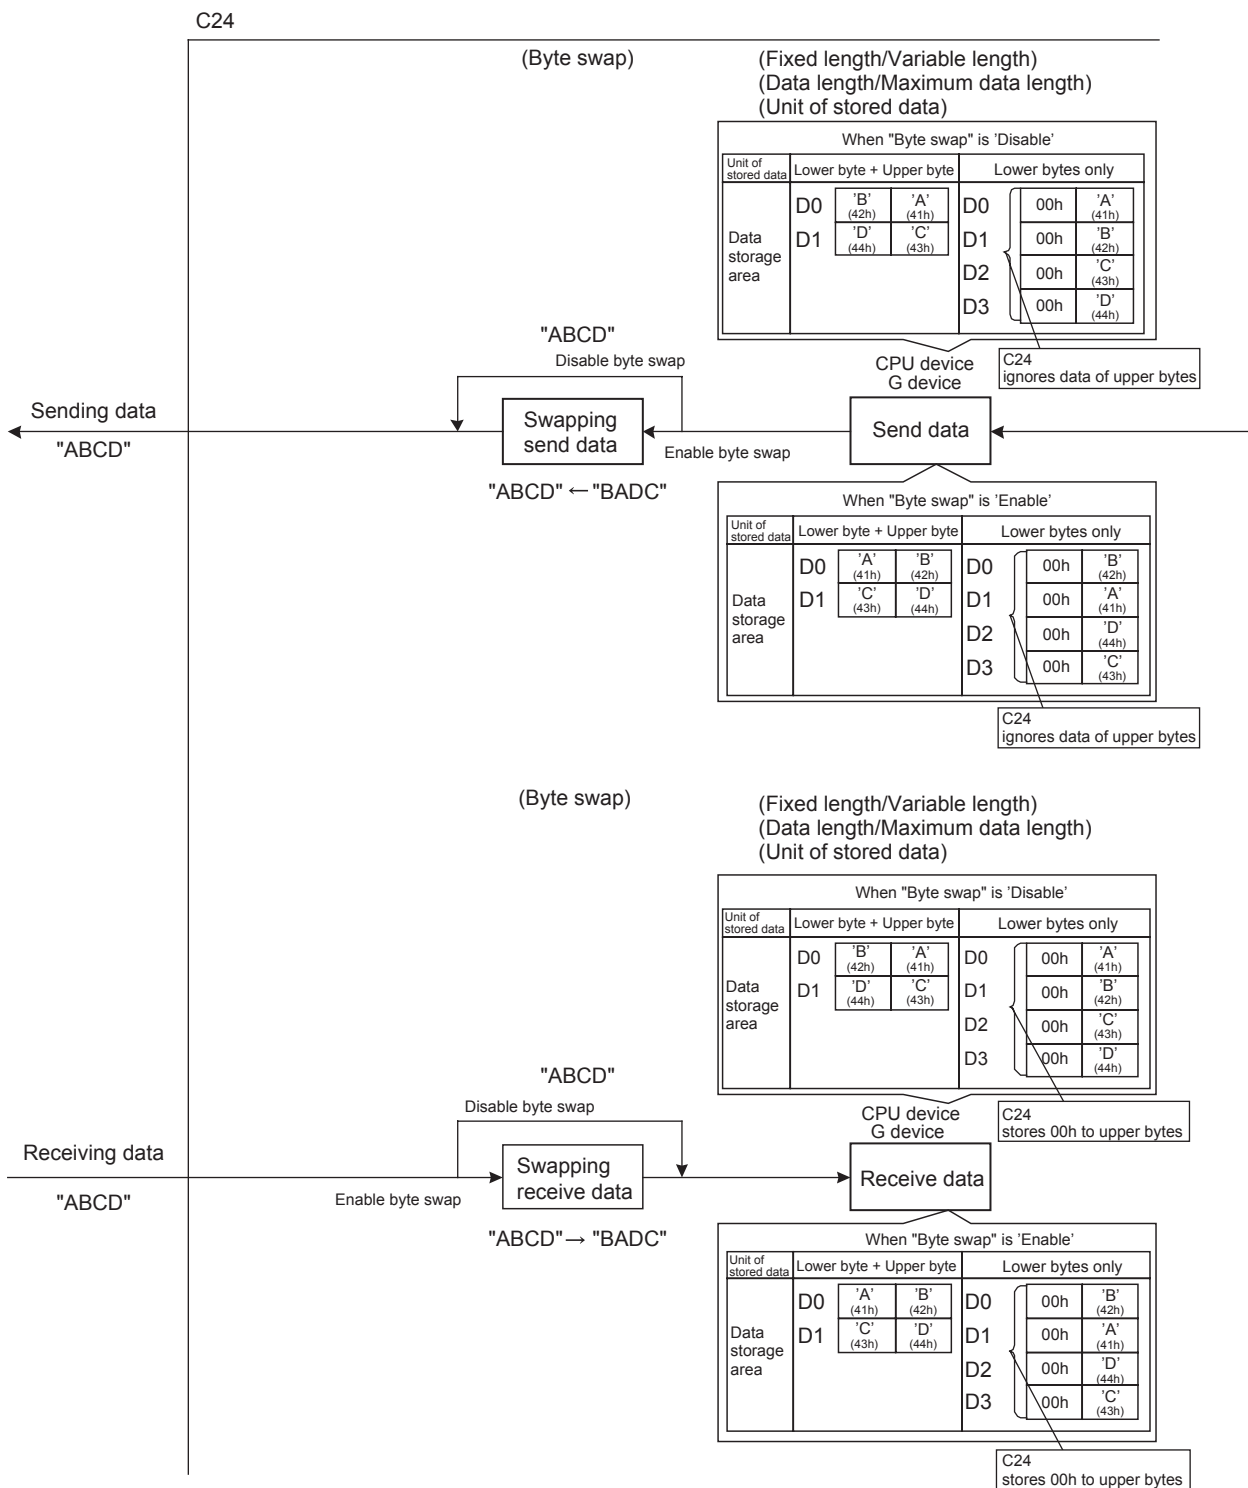 C24
(Byte swap)
(Fixed length/Variable length)
(Data length/Maximum data length)
(Unit of stored data)
When "Byte swap" is 'Disable'
Unit of
stored data
Lower byte + Upper byte
Lower bytes only
Data
storage
area
D0 'B' 'A'
(42h) (41h)
D1 'D' 'C'
(44h) (43h)
D0 00h 'A'
(41h)
D1 00h 'B'
(42h)
D2 00h 'C'
(43h)
D3 00h 'D'
(44h)
C24
ignores data of upper bytes
"ABCD"
Disable byte swap
CPU device
G device
Sending data
"ABCD"
Swapping
send data
Enable byte swap
Send data
"ABCD" ← "BADC"
When "Byte swap" is 'Enable'
Unit of
stored data
Lower byte + Upper byte
Lower bytes only
Data
storage
area
D0 'A' 'B'
(41h) (42h)
D1 'C' 'D'
(43h) (44h)
D0 00h 'B'
(42h)
D1 00h 'A'
(41h)
D2 00h 'D'
(44h)
D3 00h 'C'
(43h)
C24
ignores data of upper bytes
(Byte swap)
(Fixed length/Variable length)
(Data length/Maximum data length)
(Unit of stored data)
When "Byte swap" is 'Disable'
Unit of
stored data
Lower byte + Upper byte
Lower bytes only
Data
storage
area
D0 'B' 'A'
(42h) (41h)
D1 'D' 'C'
(44h) (43h)
D0 00h 'A'
(41h)
D1 00h 'B'
(42h)
D2 00h 'C'
(43h)
D3 00h 'D'
(44h)
C24
stores 00h to upper bytes
"ABCD"
Disable byte swap
CPU device
G device
Receiving data
"ABCD"
Enable byte swap
Swapping
receive data
Receive data
"ABCD" → "BADC"
When "Byte swap" is 'Enable'
Unit of
stored data
Lower byte + Upper byte
Lower bytes only
Data
storage
area
D0 'A' 'B'
(41h) (42h)
D1 'C' 'D'
(43h) (44h)
D0 00h 'B'
(42h)
D1 00h 'A'
(41h)
D2 00h 'D'
(44h)
D3 00h 'C'
(43h)
C24
stores 00h to upper bytes